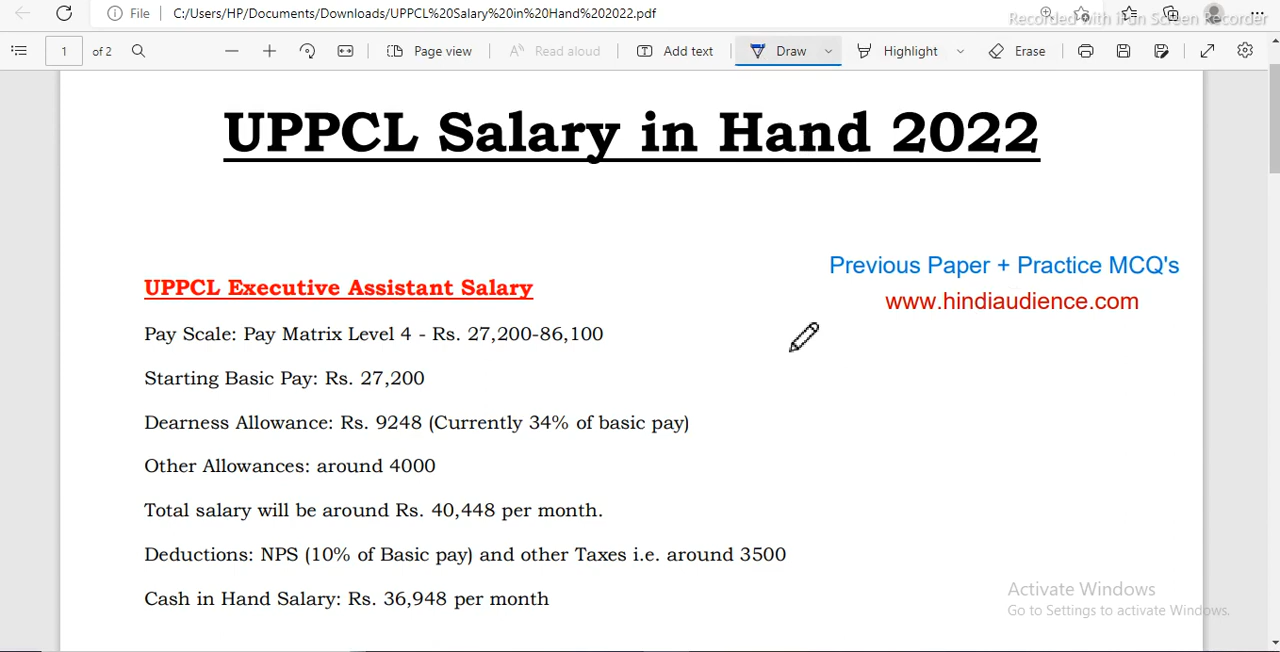 File C:/Users/HP/Documents/Downloads/UPPCL%20Salary%20in%20Hand%202022.pdf
Recorded with iFun Screen Recorder
1 of 2 Page view Read aloud Add text Draw Highlight Erase
UPPCL Salary in Hand 2022
Previous Paper + Practice MCQ's
www.hindiaudience.com
UPPCL Executive Assistant Salary
Pay Scale: Pay Matrix Level 4 - Rs. 27,200-86,100
Starting Basic Pay: Rs. 27,200
Dearness Allowance: Rs. 9248 (Currently 34% of basic pay)
Other Allowances: around 4000
Total salary will be around Rs. 40,448 per month.
Deductions: NPS (10% of Basic pay) and other Taxes i.e. around 3500
Cash in Hand Salary: Rs. 36,948 per month
Activate Windows
Go to Settings to activate Windows.